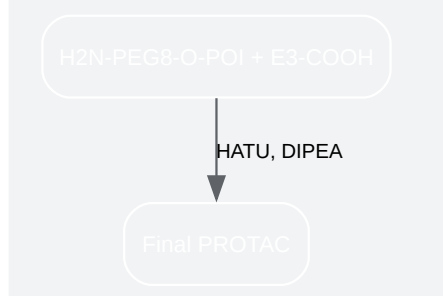 H2N-PEG8-O-POI + E3-COOH
HATU, DIPEA
Final PROTAC